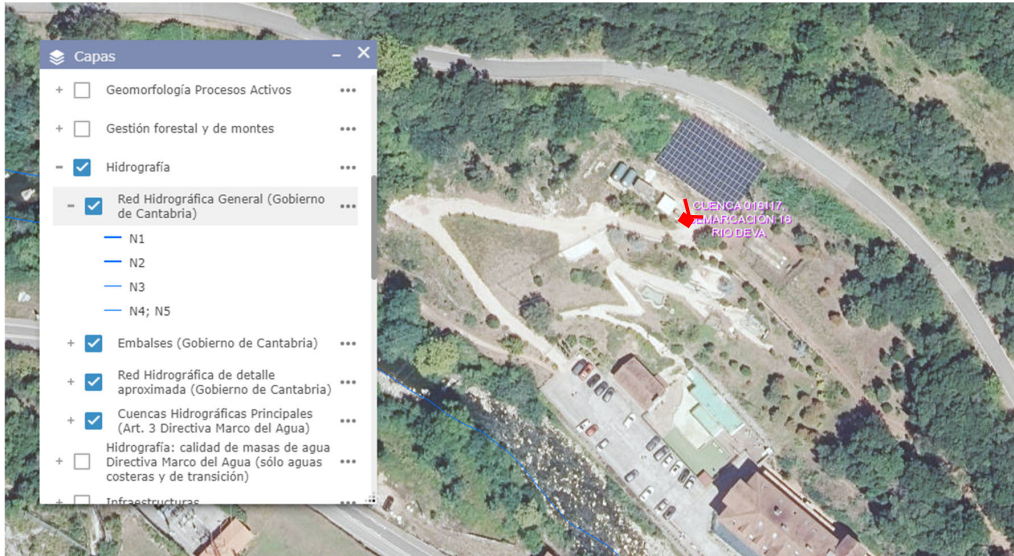 Capas
Geomorfología Procesos Activos
Gestión forestal y de montes
Hidrografía
Red Hidrográfica General (Gobierno
de Cantabria)
N1
N2
N3
N4; N5
Embalses (Gobierno de Cantabria)
Red Hidrográfica de detalle
aproximada (Gobierno de Cantabria)
Cuencas Hidrográficas Principales
(Art. 3 Directiva Marco del Agua)
Hidrografía: calidad de masas de agua
Directiva Marco del Agua (sólo aguas
costeras y de transición)
Infraestructuras
CUENCA 016117
MARCACIÓN: 16
RIO DEVA